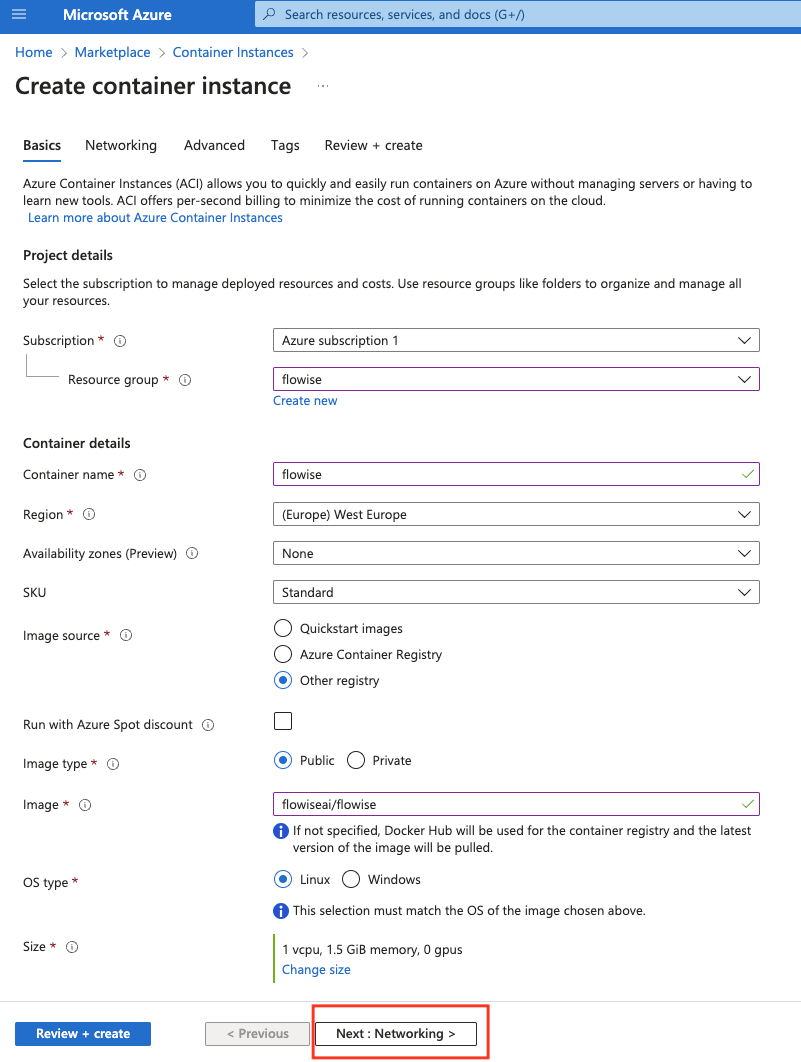 Microsoft Azure
Search resources, services, and docs (G+/)
Home > Marketplace > Container Instances >
Create container instance ...
Basics Networking Advanced Tags Review + create
Azure Container Instances (ACI) allows you to quickly and easily run containers on Azure without managing servers or having to
learn new tools. ACI offers per-second billing to minimize the cost of running containers on the cloud.
Learn more about Azure Container Instances
Project details
Select the subscription to manage deployed resources and costs. Use resource groups like folders to organize and manage all
your resources.
Subscription * Azure subscription 1
Resource group * flowise
Create new
Container details
Container name * flowise
Region * (Europe) West Europe
Availability zones (Preview) None
SKU Standard
Image source * Quickstart images
Azure Container Registry
Other registry
Run with Azure Spot discount
Image type * Public Private
Image * flowiseai/flowise
If not specified, Docker Hub will be used for the container registry and the latest
version of the image will be pulled.
OS type * Linux Windows
This selection must match the OS of the image chosen above.
Size * 1 vcpu, 1.5 GiB memory, 0 gpus
Change size
Review + create < Previous Next : Networking >